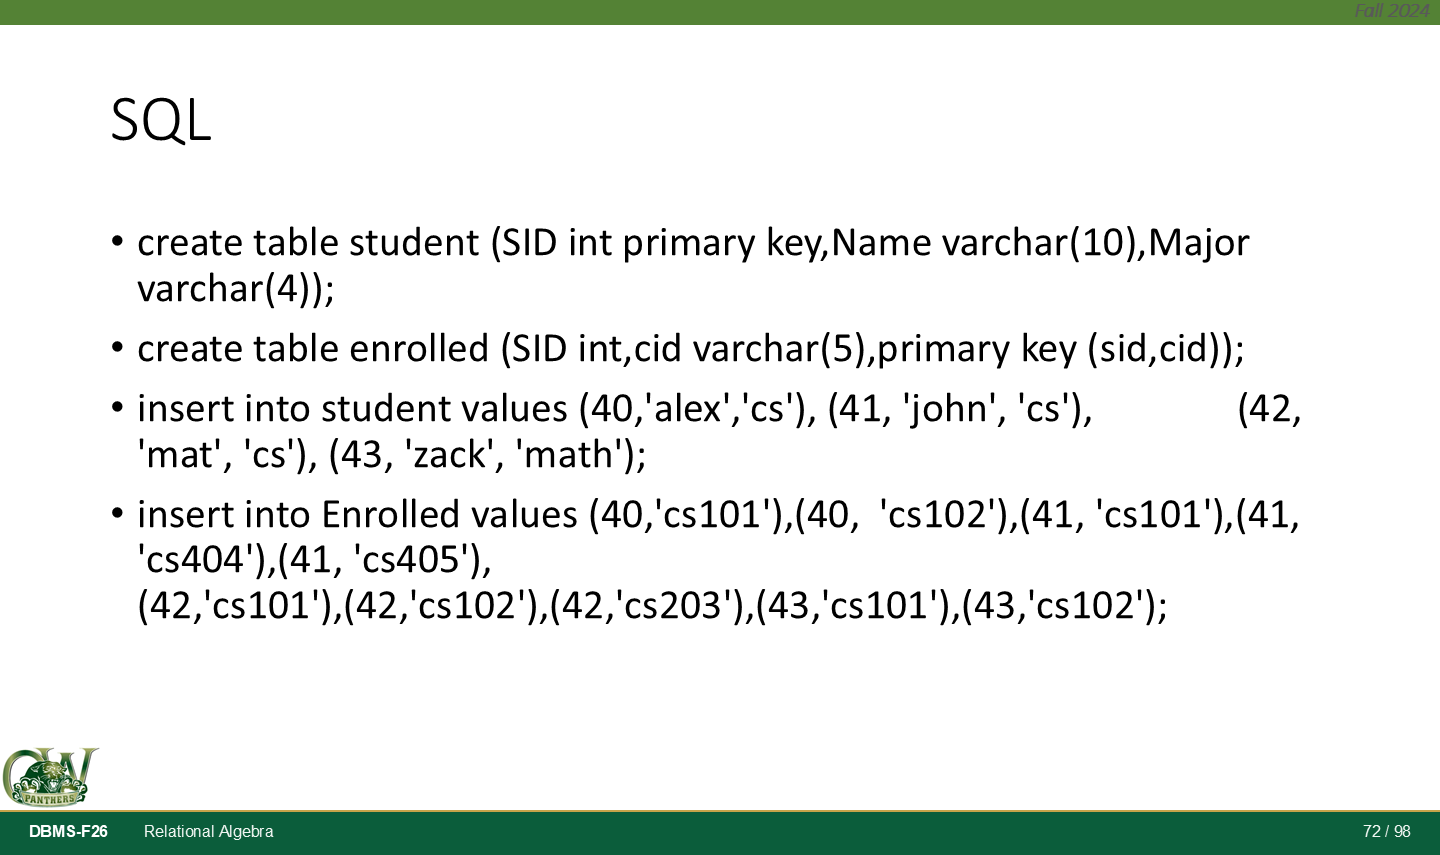 Fall 2024
SQL
• create table student (SID int primary key,Name varchar(10),Major
varchar(4));
• create table enrolled (SID int,cid varchar(5),primary key (sid,cid));
• insert into student values (40,'alex','cs'), (41, 'john', 'cs'), (42,
'mat', 'cs'), (43, 'zack', 'math');
• insert into Enrolled values (40,'cs101'),(40,  'cs102'),(41, 'cs101'),(41,
'cs404'),(41, 'cs405'),
(42,'cs101'),(42,'cs102'),(42,'cs203'),(43,'cs101'),(43,'cs102');
OW
PANTHERS
DBMS-F26 Relational Algebra 72 / 98